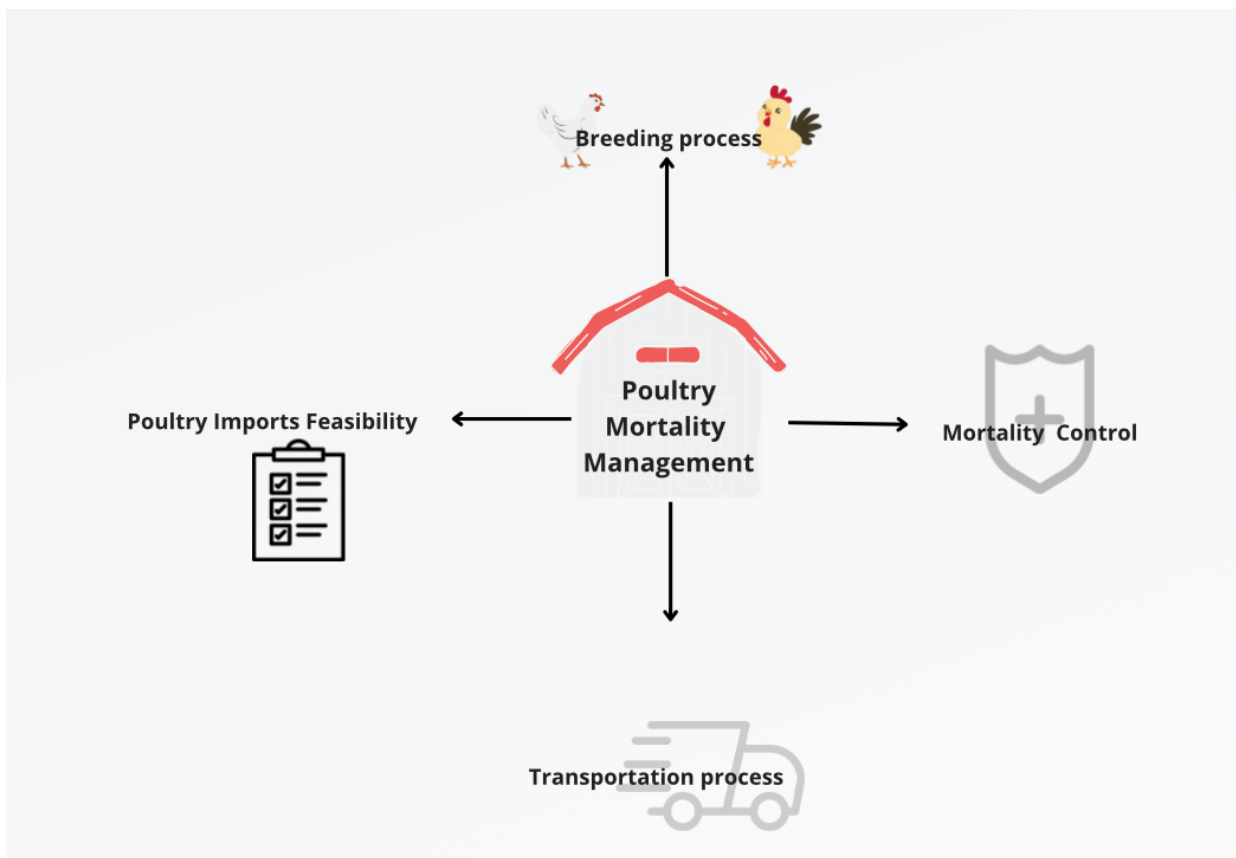 Breeding process
Poultry
Mortality
Management
Poultry Imports Feasibility
Mortality  Control
Transportation process